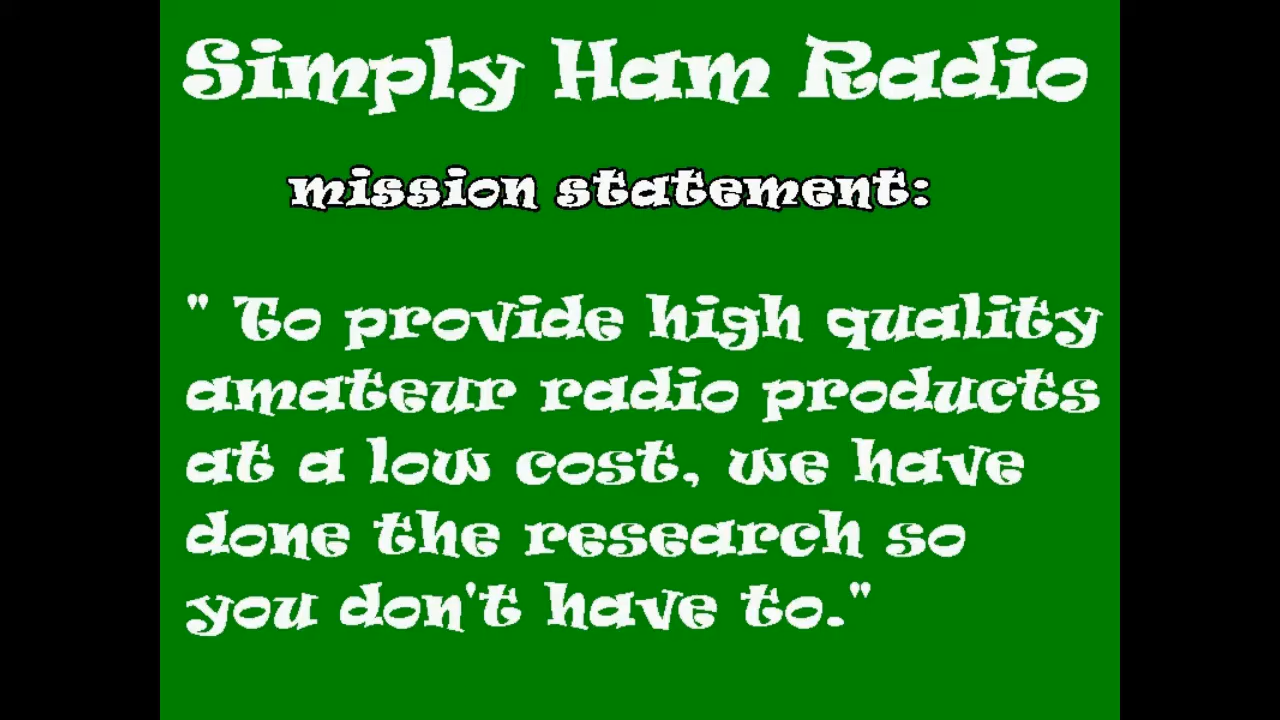 Simply Ham Radio
mission statement:
" To provide high quality
amateur radio products
at a low cost, we have
done the research so
you don't have to."